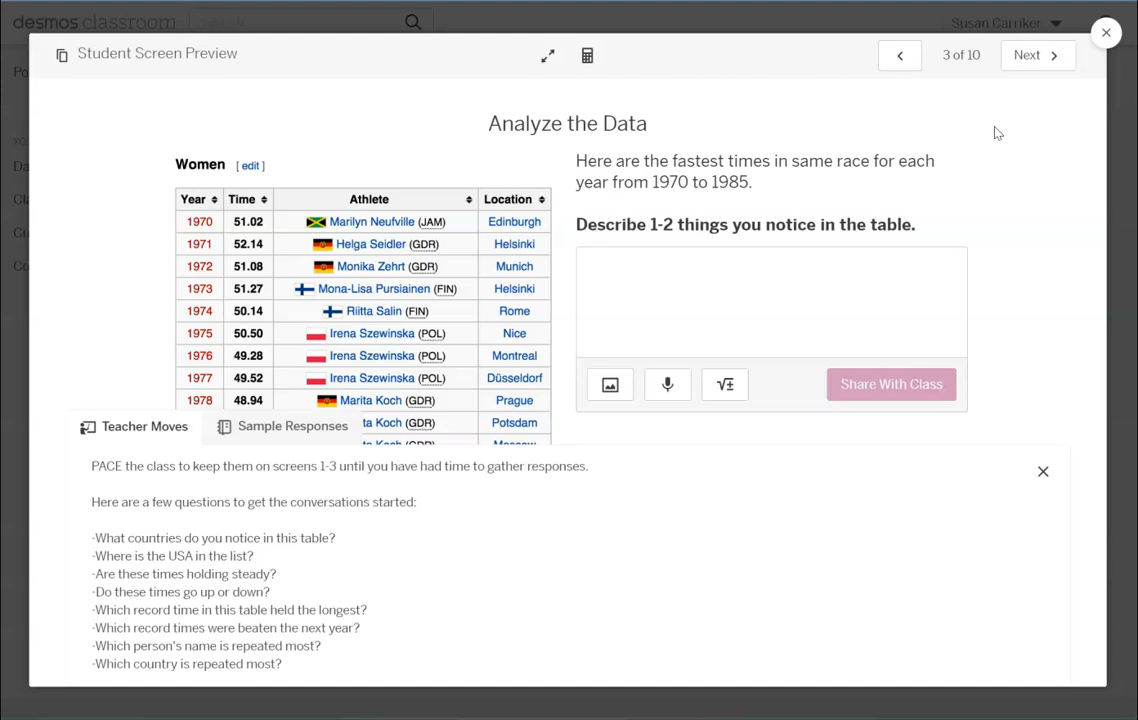 desmos classroom
Search
Susan Carriker
Student Screen Preview
3 of 10
Next
Analyze the Data
Women [ edit ]
Year Time Athlete Location
1970 51.02 Marilyn Neufville (JAM) Edinburgh
1971 52.14 Helga Seidler (GDR) Helsinki
1972 51.08 Monika Zehrt (GDR) Munich
1973 51.27 Mona-Lisa Pursiainen (FIN) Helsinki
1974 50.14 Riitta Salin (FIN) Rome
1975 50.50 Irena Szewinska (POL) Nice
1976 49.28 Irena Szewinska (POL) Montreal
1977 49.52 Irena Szewinska (POL) Düsseldorf
1978 48.94 Marita Koch (GDR) Prague
ta Koch (GDR) Potsdam
ta Koch (GDR) Moscow
Here are the fastest times in same race for each
year from 1970 to 1985.
Describe 1-2 things you notice in the table.
Share With Class
Teacher Moves
Sample Responses
PACE the class to keep them on screens 1-3 until you have had time to gather responses.
Here are a few questions to get the conversations started:
-What countries do you notice in this table?
-Where is the USA in the list?
-Are these times holding steady?
-Do these times go up or down?
-Which record time in this table held the longest?
-Which record times were beaten the next year?
-Which person's name is repeated most?
-Which country is repeated most?